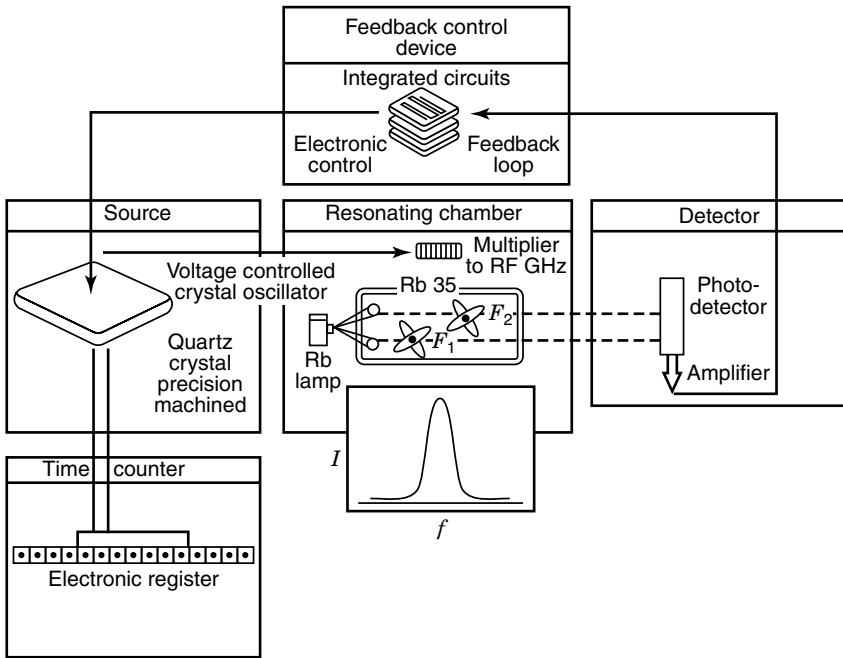 Feedback control
device
Integrated circuits
Electronic
control
Feedback
loop
Source
Voltage controlled
crystal oscillator
Quartz
crystal
precision
machined
Resonating chamber
Multiplier
to RF GHz
Rb 35
F2
F1
Rb
lamp
I
f
Detector
Photo-
detector
Amplifier
Time counter
Electronic register